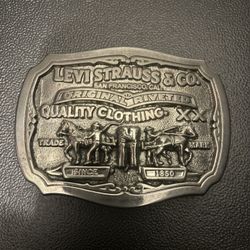 LEVI STRAUSS & CO.
SAN FRANCISCO, CAL.
ORIGINAL RIVETED
QUALITY CLOTHING XX
TRADE MARK
SINCE 1850